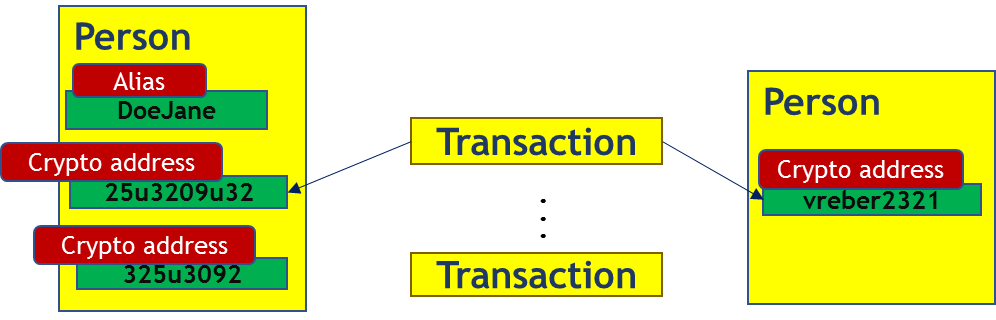 Person
Alias
DoeJane
Crypto address
25u3209u32
Crypto address
325u3092
Transaction
Transaction
Person
Crypto address
vreber2321